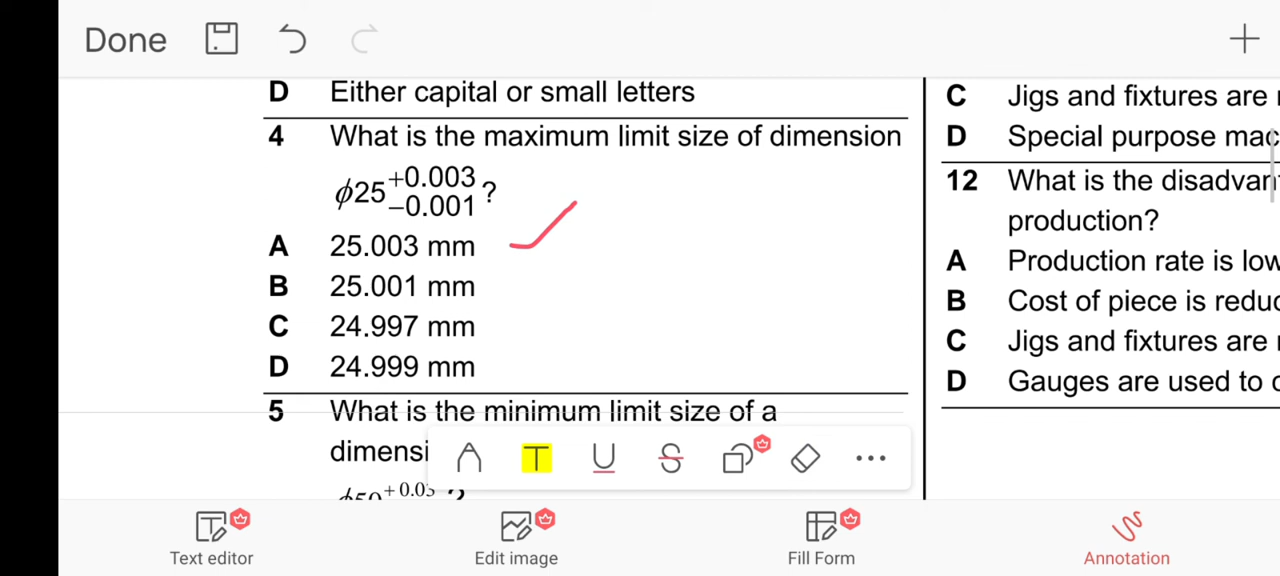 Done
D Either capital or small letters
4 What is the maximum limit size of dimension
ϕ25 +0.003 −0.001 ?
A 25.003 mm
B 25.001 mm
C 24.997 mm
D 24.999 mm
5 What is the minimum limit size of a
dimensi
ϕ50 +0.03 ?
C Jigs and fixtures are
D Special purpose mac
12 What is the disadvan
production?
A Production rate is low
B Cost of piece is reduc
C Jigs and fixtures are
D Gauges are used to
T U S
Text editor
Edit image
Fill Form
Annotation